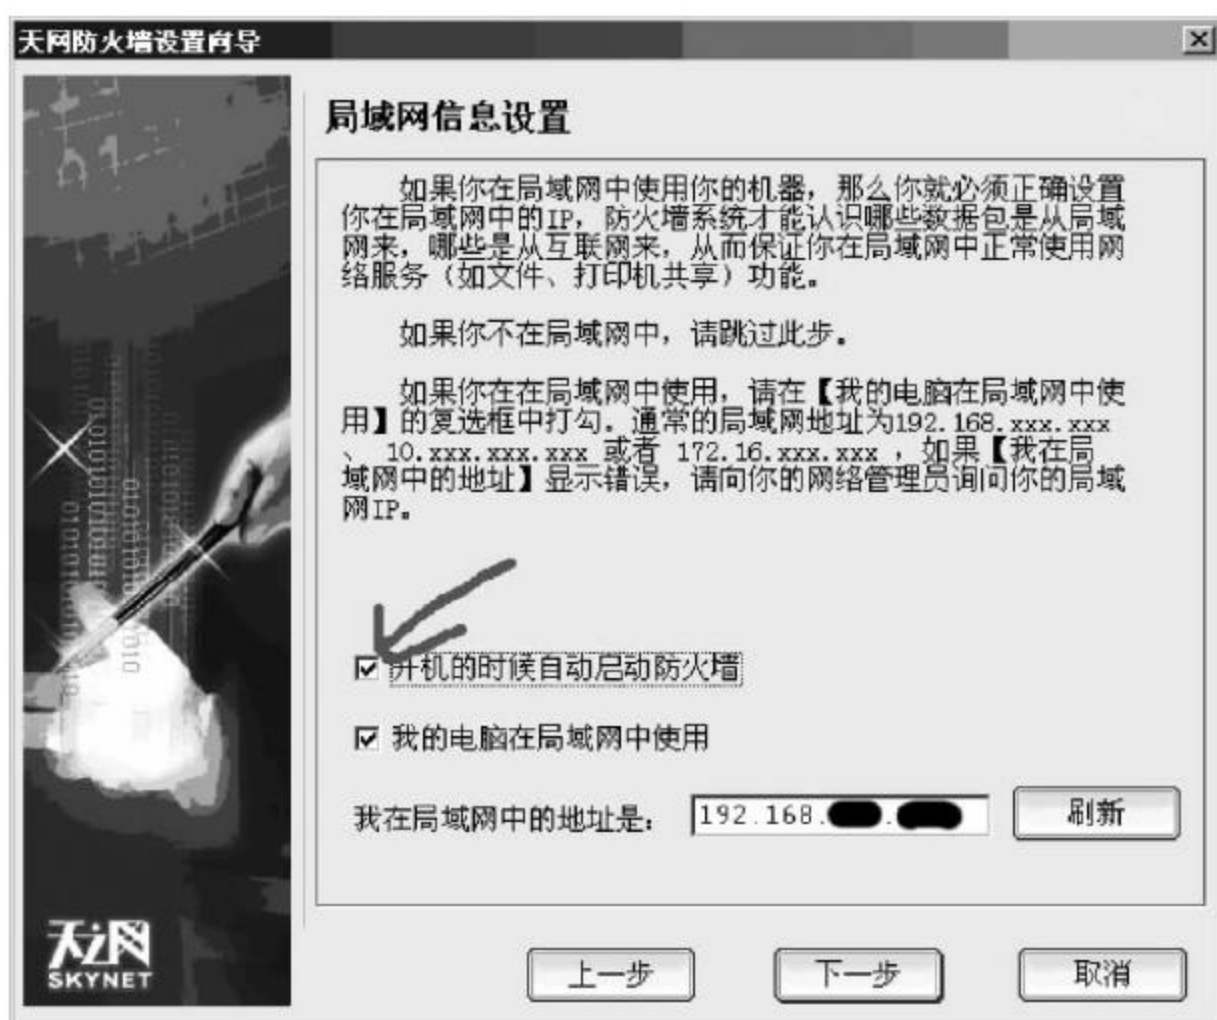 天网防火墙设置向导
局域网信息设置
如果你在局域网中使用你的机器，那么你就必须正确设置
你在局域网中的IP，防火墙系统才能认识哪些数据包是从局域
网来，哪些是从互联网来，从而保证你在局域网中正常使用网
络服务（如文件、打印机共享）功能。
如果你不在局域网中，请跳过此步。
如果你在在局域网中使用，请在【我的电脑在局域网中使
用】的复选框中打勾。通常的局域网地址为192.168.xxx.xxx
、 10.xxx.xxx.xxx 或者 172.16.xxx.xxx ，如果【我在局
域网中的地址】显示错误，请向你的网络管理员询问你的局域
网IP。
开机的时候自动启动防火墙
我的电脑在局域网中使用
我在局域网中的地址是： 192.168. . 刷新
天网
SKYNET
上一步 下一步 取消